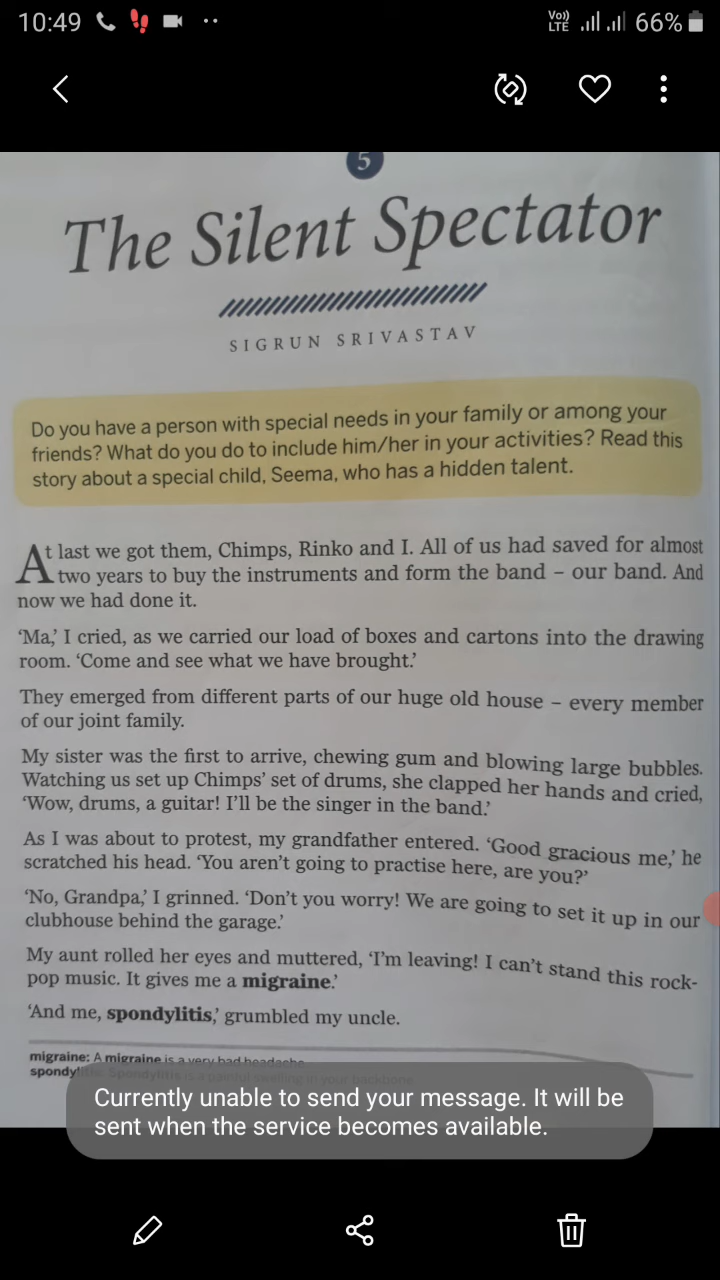 10:49
Vo))
LTE
66%
5
The Silent Spectator
SIGRUN SRIVASTAV
Do you have a person with special needs in your family or among your
friends? What do you do to include him/her in your activities? Read this
story about a special child, Seema, who has a hidden talent.
At last we got them, Chimps, Rinko and I. All of us had saved for almost
two years to buy the instruments and form the band – our band. And
now we had done it.
‘Ma,’ I cried, as we carried our load of boxes and cartons into the drawing
room. ‘Come and see what we have brought.’
They emerged from different parts of our huge old house – every member
of our joint family.
My sister was the first to arrive, chewing gum and blowing large bubbles.
Watching us set up Chimps’ set of drums, she clapped her hands and cried,
‘Wow, drums, a guitar! I’ll be the singer in the band.’
As I was about to protest, my grandfather entered. ‘Good gracious me,’ he
scratched his head. ‘You aren’t going to practise here, are you?’
‘No, Grandpa,’ I grinned. ‘Don’t you worry! We are going to set it up in our
clubhouse behind the garage.’
My aunt rolled her eyes and muttered, ‘I’m leaving! I can’t stand this rock-
pop music. It gives me a migraine.’
‘And me, spondylitis,’ grumbled my uncle.
migraine: A migraine is a very bad headache
spondylitis: Spondylitis is a painful swelling in your backbone
Currently unable to send your message. It will be
sent when the service becomes available.